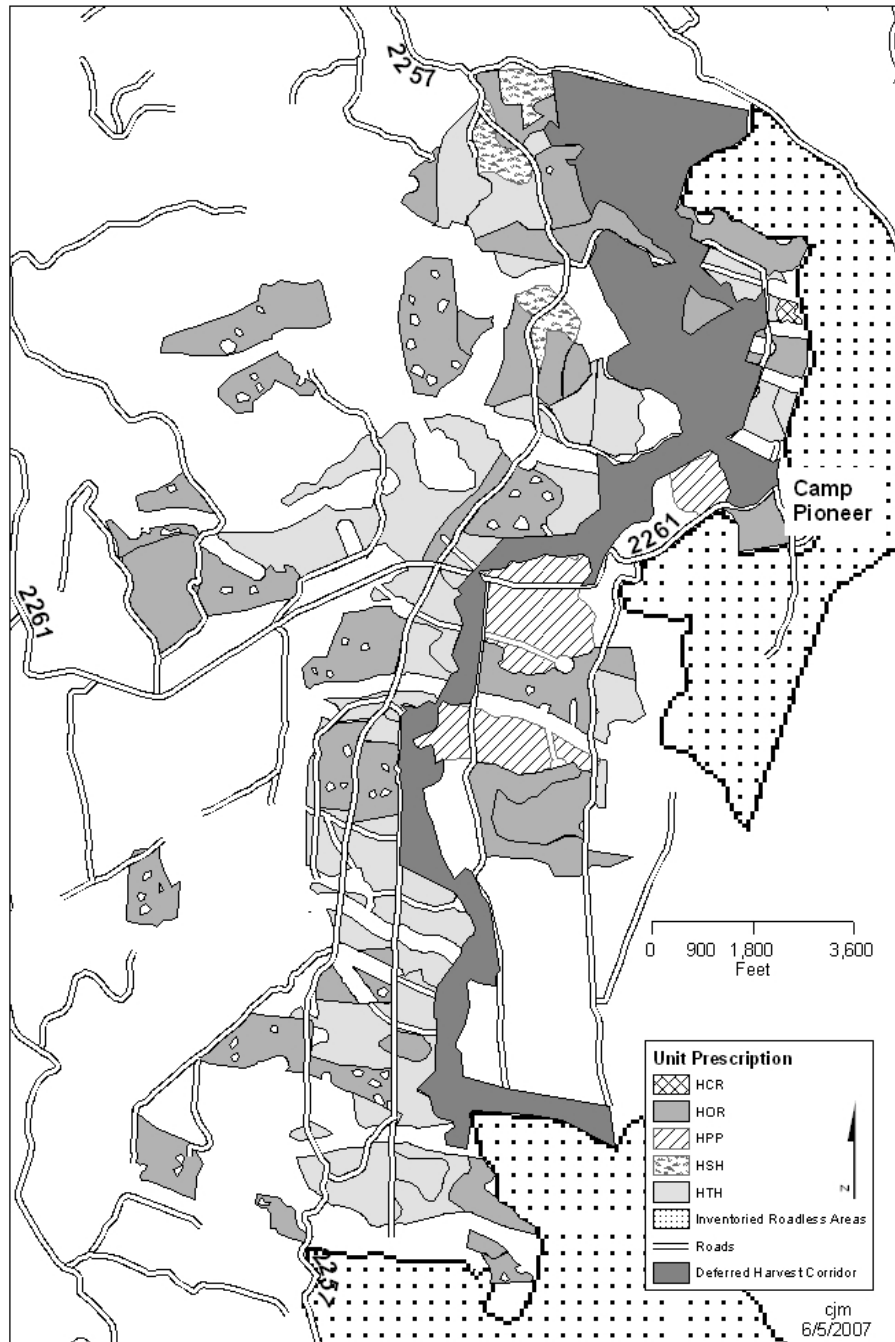 2257
Camp
Pioneer
2261
2261
0 900 1,800 3,600
Feet
Unit Prescription
HCR
HOR
HPP
HSH
HTH
Inventoried Roadless Areas
Roads
Deferred Harvest Corridor
N
2257
cjm
6/5/2007